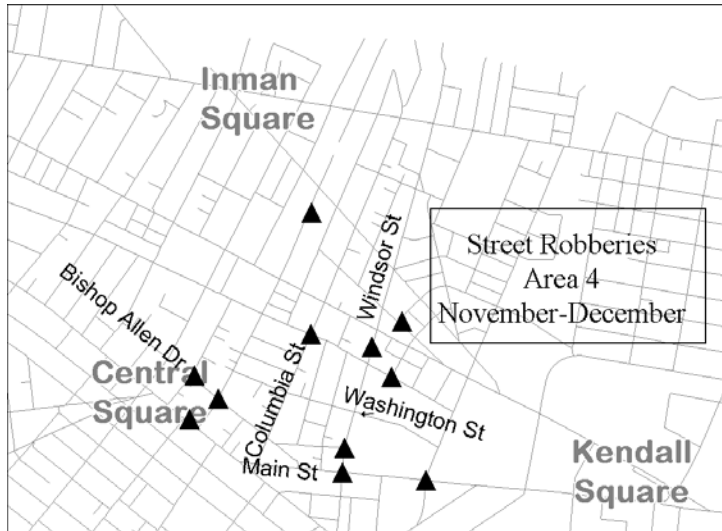 Inman
Square
Windsor St
Street Robberies
Area 4
November-December
Bishop Allen Dr
Central
Square
Columbia St
Washington St
Main St
Kendall
Square